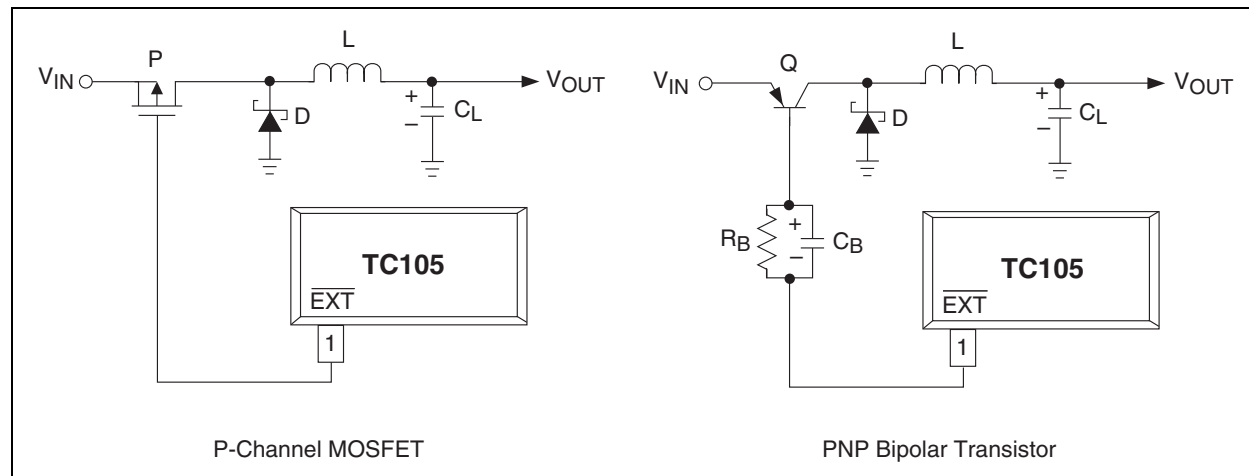 P
L
VIN
VOUT
D
+
−
CL
TC105
EXT
1
P-Channel MOSFET
Q
L
VIN
VOUT
D
+
−
CL
RB
+
−
CB
TC105
EXT
1
PNP Bipolar Transistor